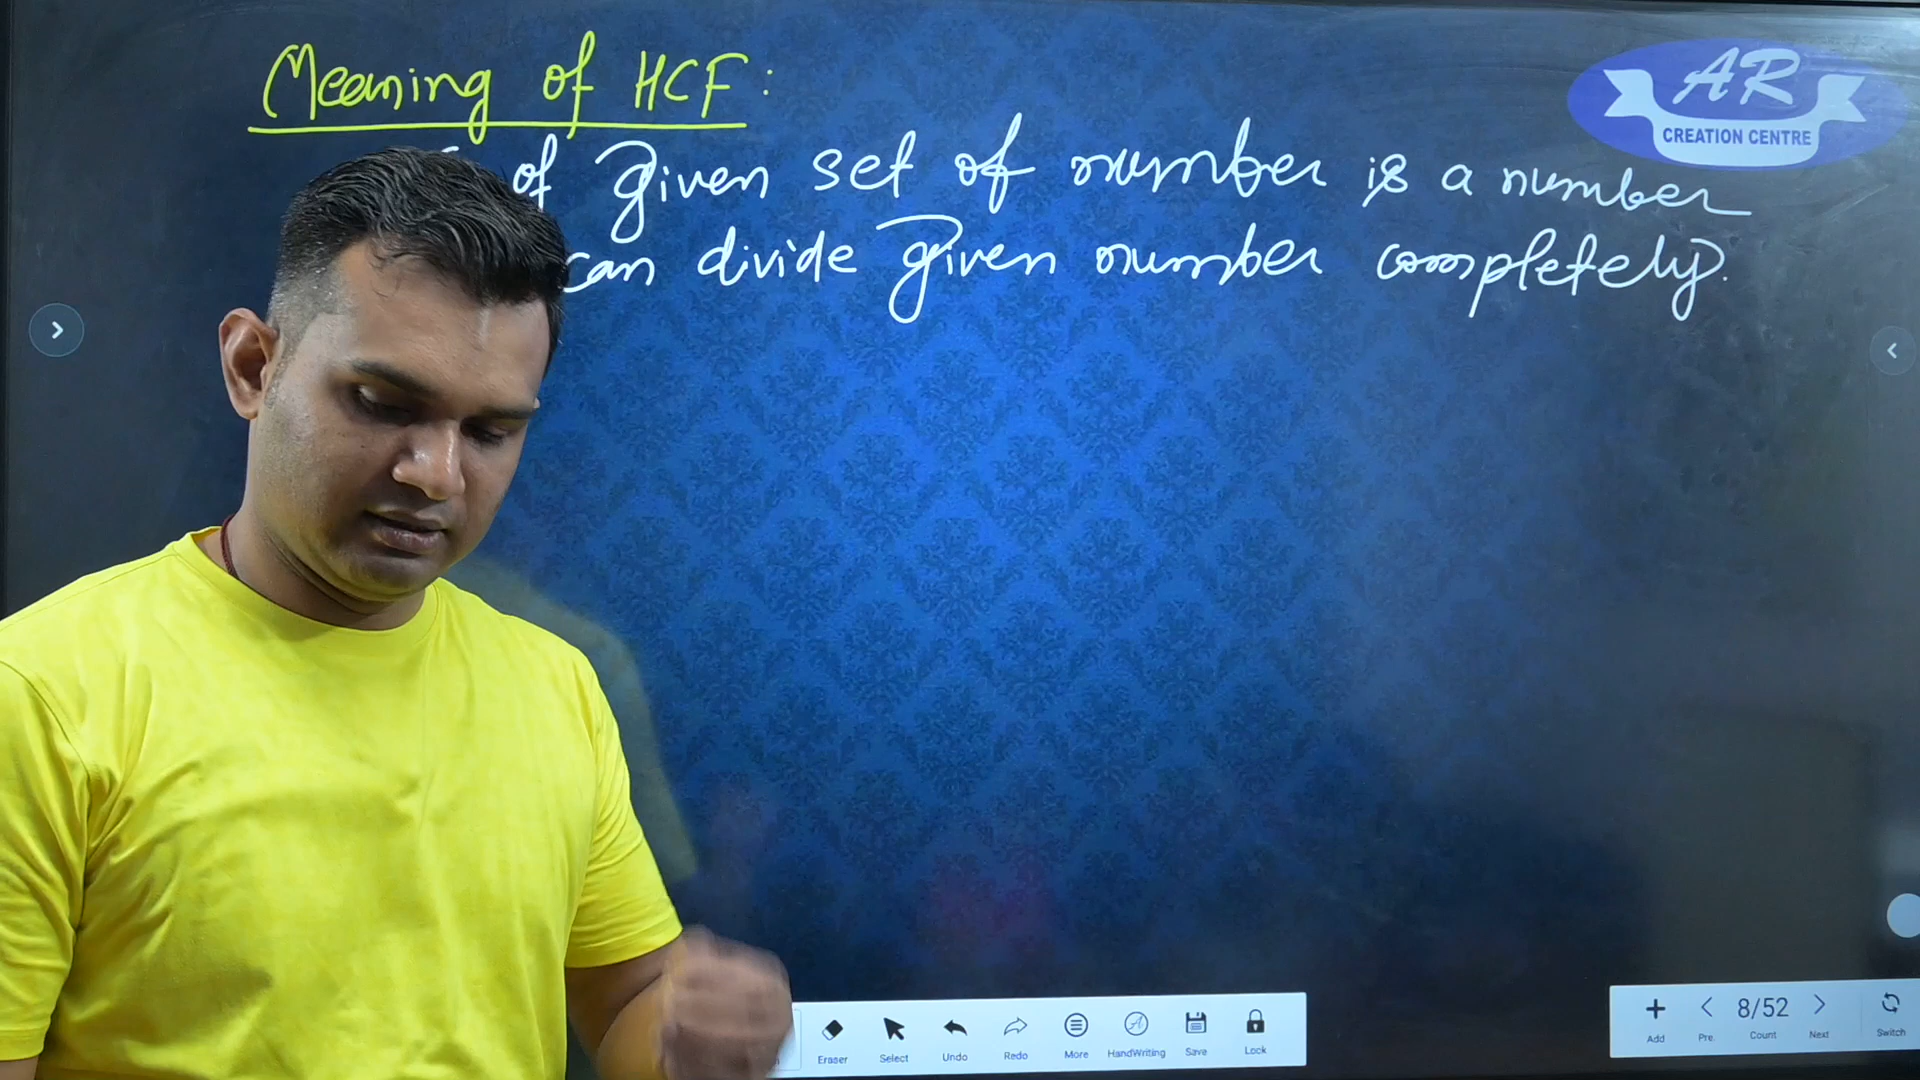 Meaning of HCF:
of given set of number is a number
can divide given number completely.
AR
CREATION CENTRE
Eraser
Select
Undo
Redo
More
HandWriting
Save
Lock
Add
Pre
8/52
Count
Next
Switch